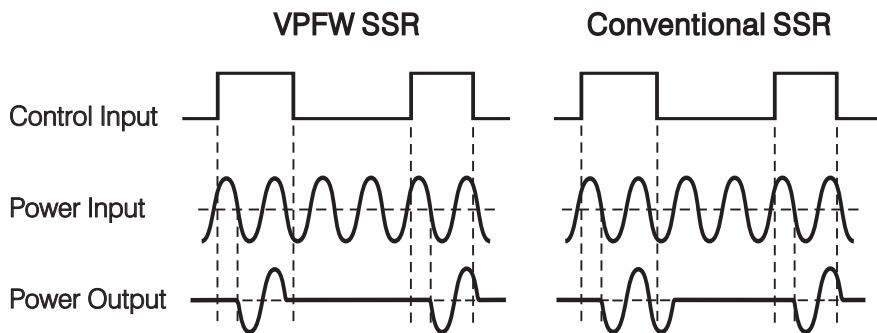 VPFW SSR
Conventional SSR
Control Input
Power Input
Power Output